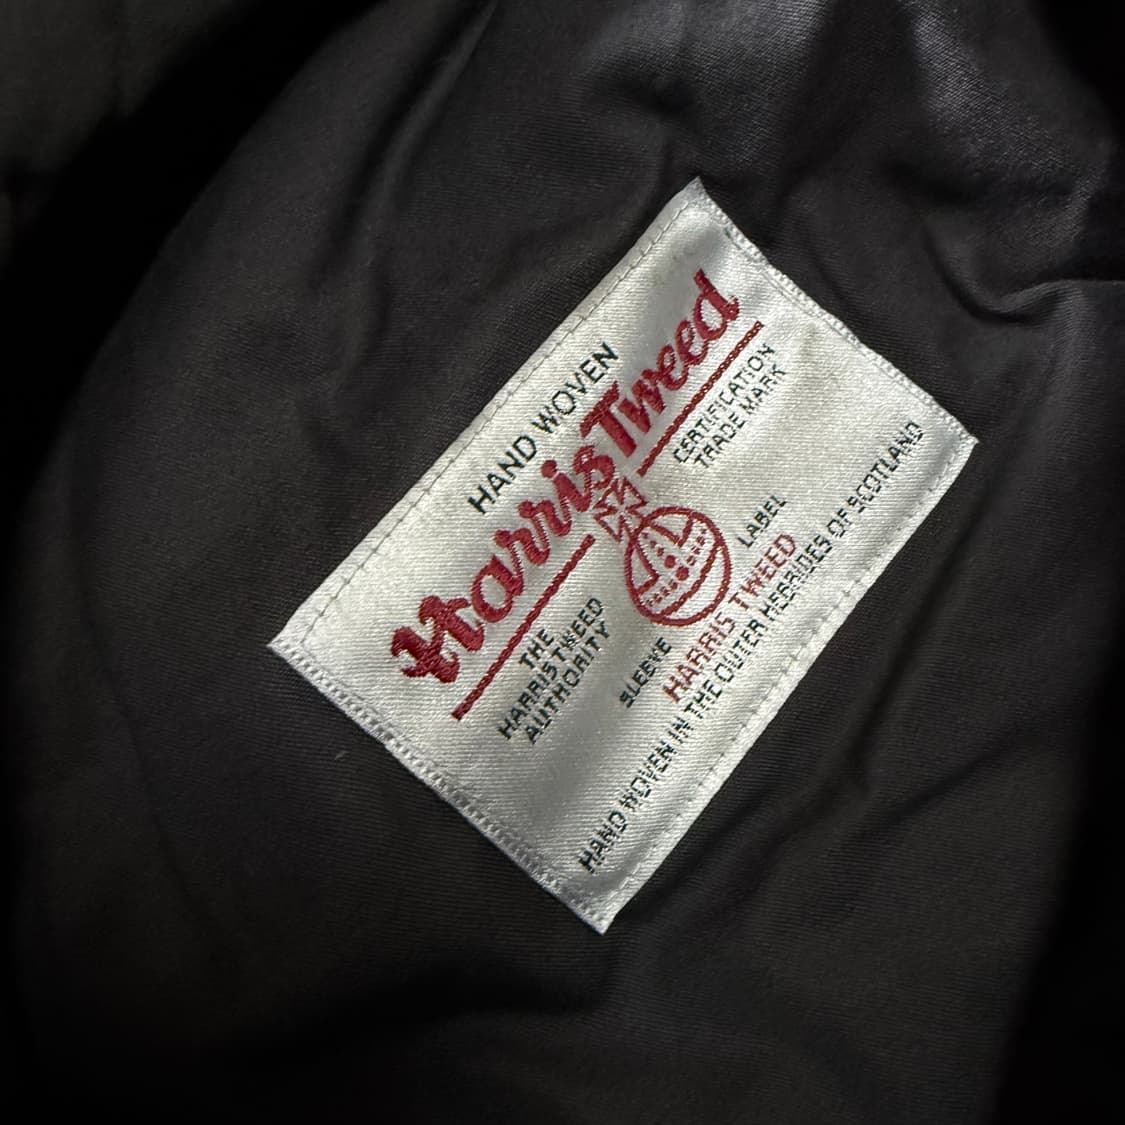 HAND WOVEN
Harris Tweed
THE
HARRIS TWEED
AUTHORITY
CERTIFICATION
TRADE MARK
SLEEVE LABEL
HARRIS TWEED
HAND WOVEN IN THE OUTER HEBRIDES OF SCOTLAND